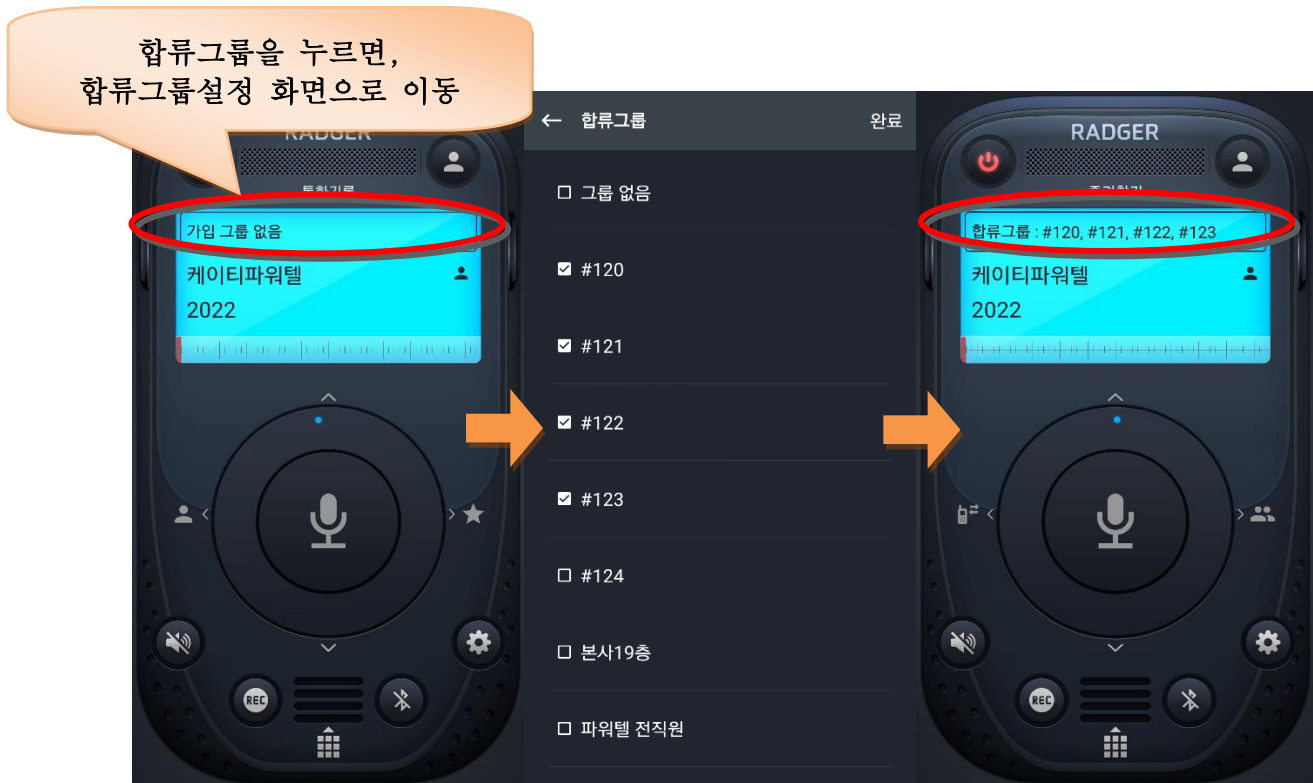 합류그룹을 누르면,
합류그룹설정 화면으로 이동
RADGER
통화기록
가입 그룹 없음
케이티파워텔
2022
REC
합류그룹
완료
그룹 없음
#120
#121
#122
#123
#124
본사19층
파워텔 전직원
RADGER
합류그룹 : #120, #121, #122, #123
케이티파워텔
2022
REC